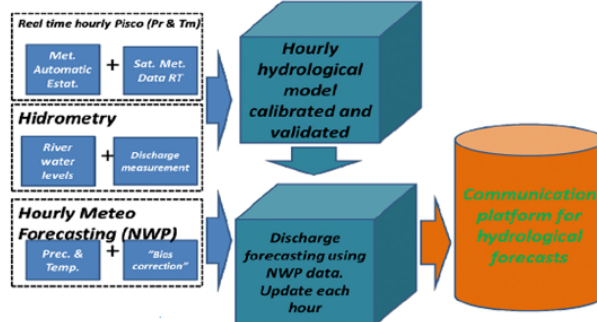 Real time hourly Pisco (Pr & Tm)
Met.
Automatic
Estat.
+
Sat. Met.
Data RT
Hidrometry
River
water
levels
+
Discharge
measurement
Hourly Meteo
Forecasting (NWP)
Prec. &
Temp.
+
"Bias
correction"
Hourly
hydrological
model
calibrated and
validated
Discharge
forecasting using
NWP data.
Update each
hour
Communication
platform for
hydrological
forecasts